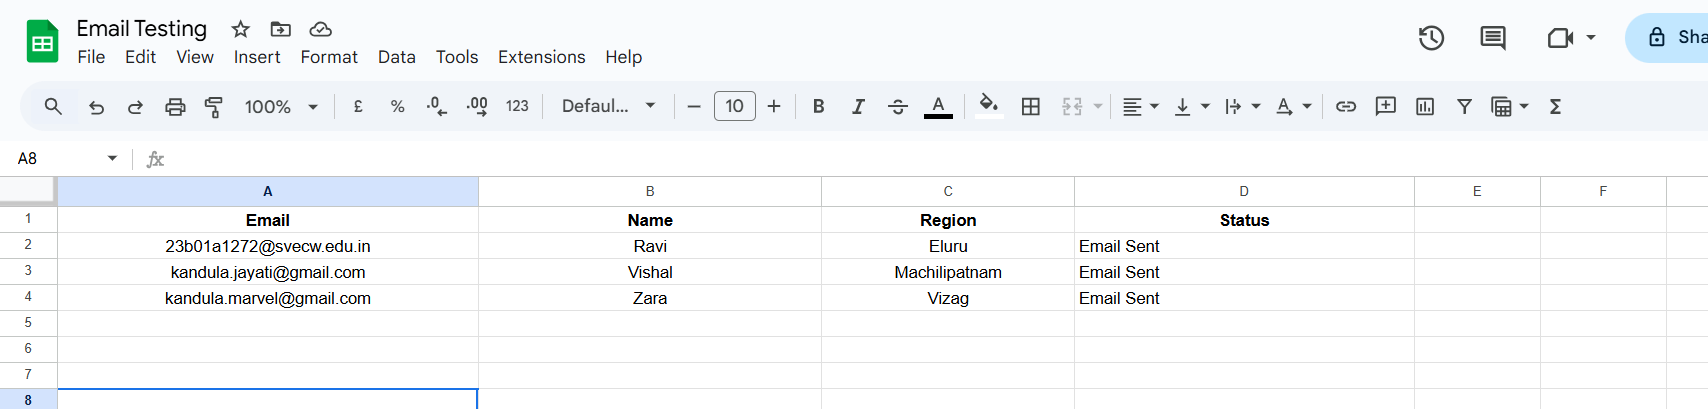 Email Testing
File Edit View Insert Format Data Tools Extensions Help
Sha
100% £ % .0 .00 123 Defaul... 10 B I S A A Σ
A8 fx
A B C D E F
1 Email Name Region Status
2 23b01a1272@svecw.edu.in Ravi Eluru Email Sent
3 kandula.jayati@gmail.com Vishal Machilipatnam Email Sent
4 kandula.marvel@gmail.com Zara Vizag Email Sent
5
6
7
8